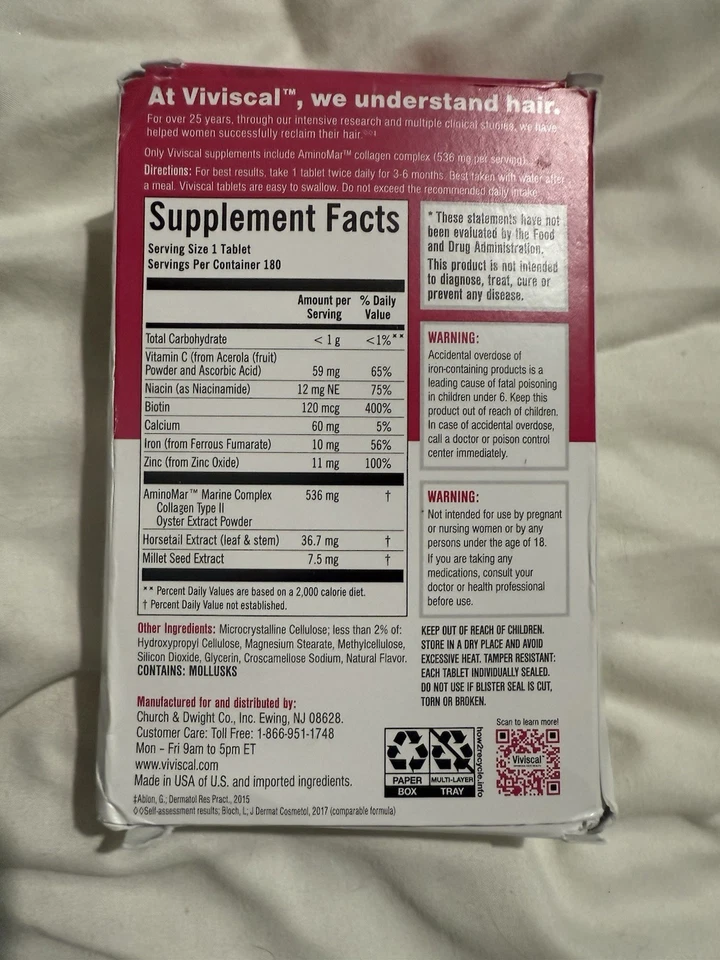 At Viviscal™, we understand hair.
For over 25 years, through our intensive research and multiple clinical studies, we have
helped women successfully reclaim their hair.
Only Viviscal supplements include AminoMar™ collagen complex (536 mg per serving).
Directions: For best results, take 1 tablet twice daily for 3-6 months. Best taken with water after
a meal. Viviscal tablets are easy to swallow. Do not exceed the recommended daily intake.
Supplement Facts
Serving Size 1 Tablet
Servings Per Container 180
Amount per % Daily
Serving Value
Total Carbohydrate < 1 g <1%**
Vitamin C (from Acerola (fruit)
Powder and Ascorbic Acid) 59 mg 65%
Niacin (as Niacinamide) 12 mg NE 75%
Biotin 120 mcg 400%
Calcium 60 mg 5%
Iron (from Ferrous Fumarate) 10 mg 56%
Zinc (from Zinc Oxide) 11 mg 100%
AminoMar™ Marine Complex 536 mg †
Collagen Type II
Oyster Extract Powder
Horsetail Extract (leaf & stem) 36.7 mg †
Millet Seed Extract 7.5 mg †
** Percent Daily Values are based on a 2,000 calorie diet.
† Percent Daily Value not established.
Other Ingredients: Microcrystalline Cellulose; less than 2% of:
Hydroxypropyl Cellulose, Magnesium Stearate, Methylcellulose,
Silicon Dioxide, Glycerin, Croscamellose Sodium, Natural Flavor.
CONTAINS: MOLLUSKS
Manufactured for and distributed by:
Church & Dwight Co., Inc. Ewing, NJ 08628.
Customer Care: Toll Free: 1-866-951-1748
Mon - Fri 9am to 5pm ET
www.viviscal.com
Made in USA of U.S. and imported ingredients.
‡Ablon, G.; Dermatol Res Pract., 2015
◊◊Self-assessment results; Bloch, L; J Dermat Cosmetol, 2017 (comparable formula)
* These statements have not
been evaluated by the Food
and Drug Administration.
This product is not intended
to diagnose, treat, cure or
prevent any disease.
WARNING:
Accidental overdose of
iron-containing products is a
leading cause of fatal poisoning
in children under 6. Keep this
product out of reach of children.
In case of accidental overdose,
call a doctor or poison control
center immediately.
WARNING:
Not intended for use by pregnant
or nursing women or by any
persons under the age of 18.
If you are taking any
medications, consult your
doctor or health professional
before use.
KEEP OUT OF REACH OF CHILDREN.
STORE IN A DRY PLACE AND AVOID
EXCESSIVE HEAT. TAMPER RESISTANT:
EACH TABLET INDIVIDUALLY SEALED.
DO NOT USE IF BLISTER SEAL IS CUT,
TORN OR BROKEN.
PAPER
BOX
MULTI-LAYER
TRAY
how2recycle.info
Scan to learn more!
Viviscal™